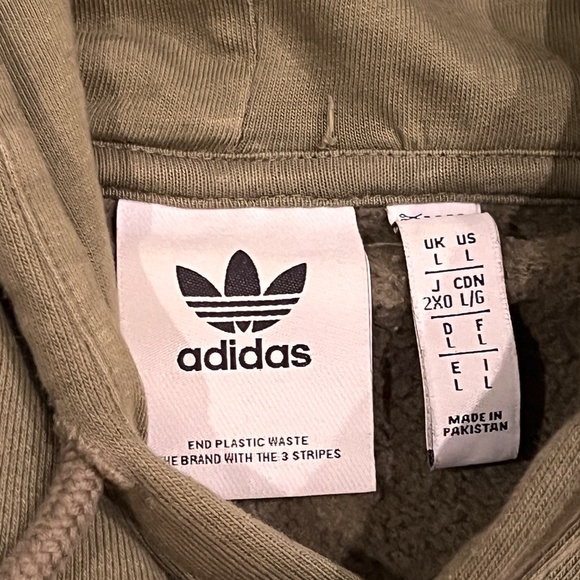 adidas
END PLASTIC WASTE
THE BRAND WITH THE 3 STRIPES
UK US
L L
J CDN
2XO L/G
D F
L L
E I
L L
MADE IN
PAKISTAN